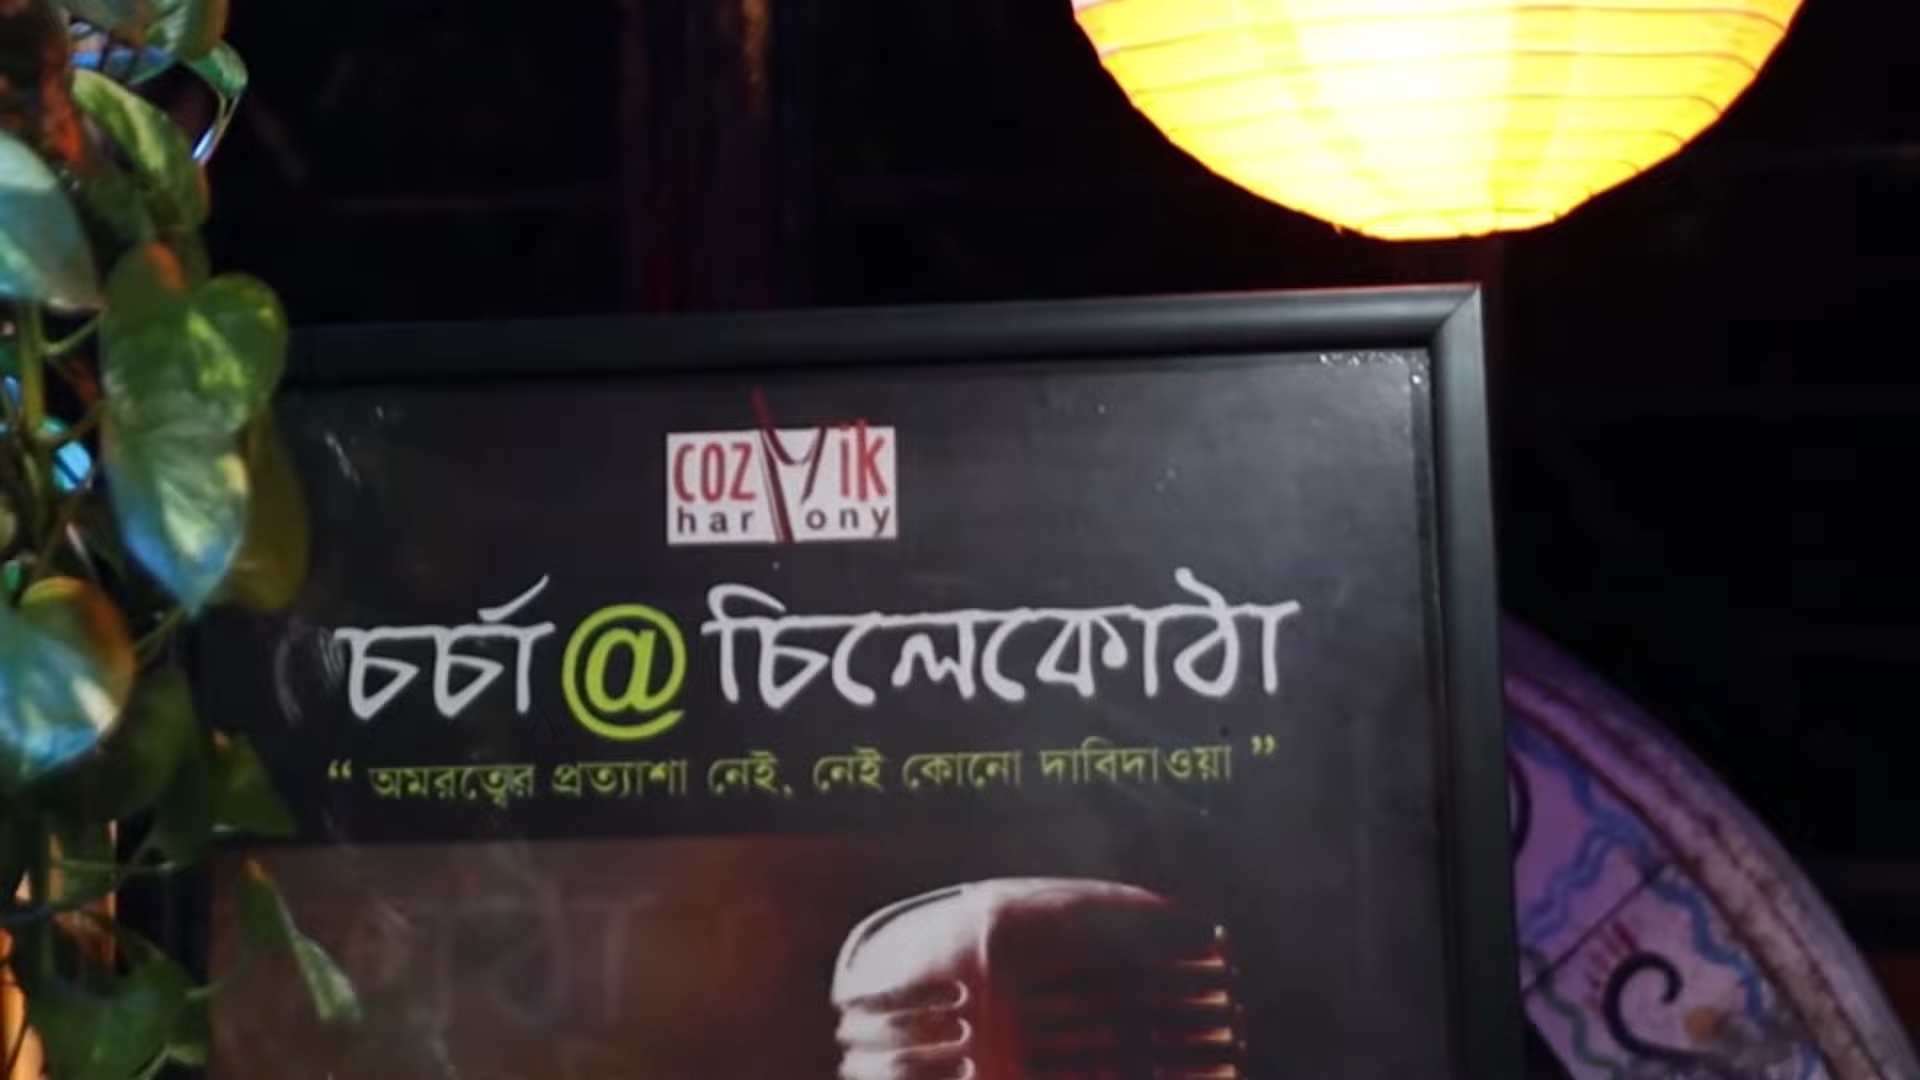 cozMik
harMony
চর্চা@চিলেকোঠা
“ অমরত্বের প্রত্যাশা নেই, নেই কোনো দাবিদাওয়া ”